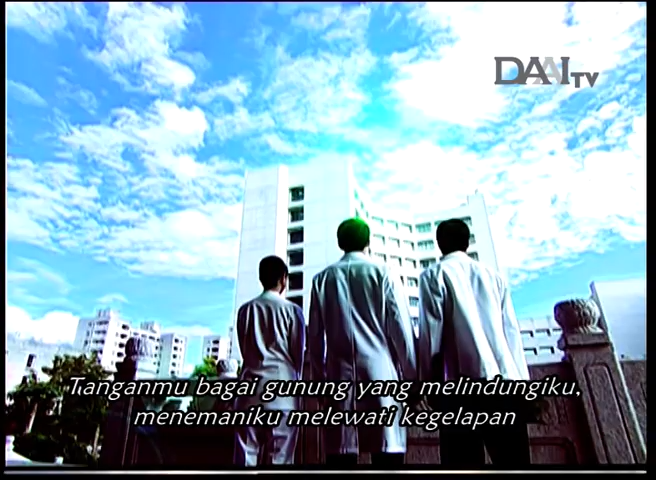 DAAI TV
Tanganmu bagai gunung yang melindungiku,
menemaniku melewati kegelapan